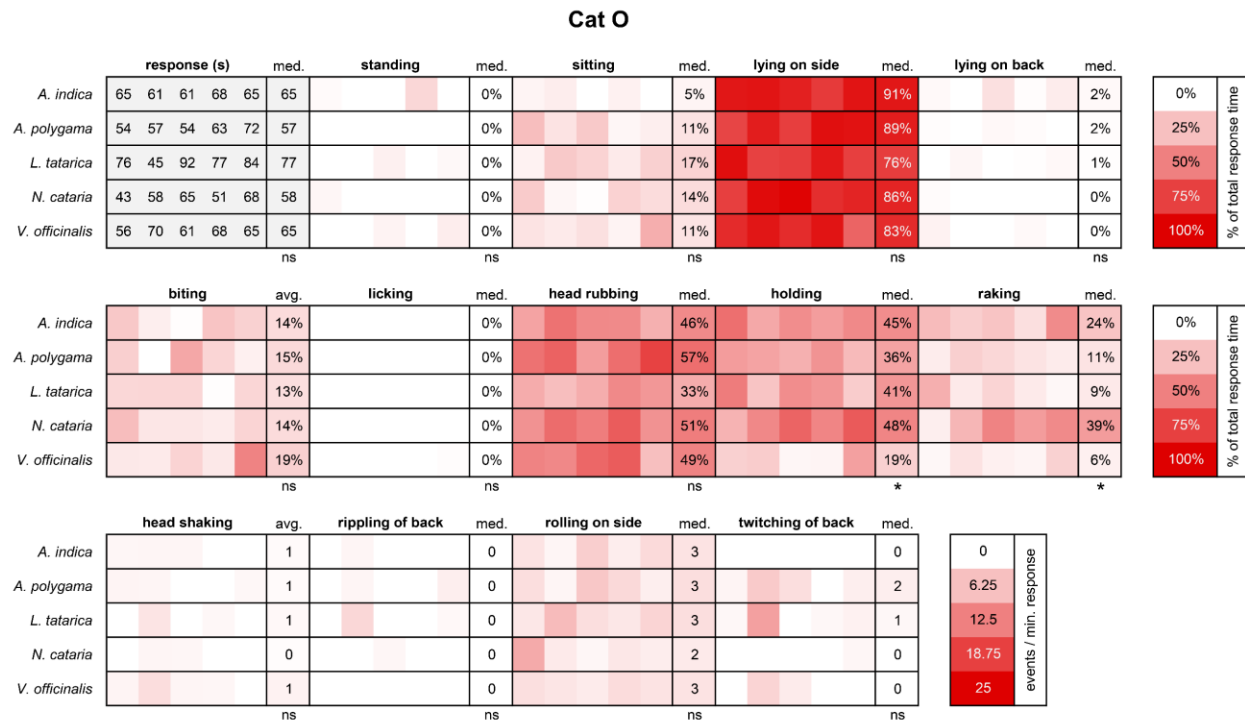 Cat O
response (s) med. standing med. sitting med. lying on side med. lying on back med.
A. indica 65 61 61 68 65 65 0% 5% 91% 2% 0%
A. polygama 54 57 54 63 72 57 0% 11% 89% 2% 25%
L. tatarica 76 45 92 77 84 77 0% 17% 76% 1% 50%
N. cataria 43 58 65 51 68 58 0% 14% 86% 0% 75%
V. officinalis 56 70 61 68 65 65 0% 11% 83% 0% 100%
% of total response time
ns ns ns ns ns
biting avg. licking med. head rubbing med. holding med. raking med.
A. indica 14% 0% 46% 45% 24% 0%
A. polygama 15% 0% 57% 36% 11% 25%
L. tatarica 13% 0% 33% 41% 9% 50%
N. cataria 14% 0% 51% 48% 39% 75%
V. officinalis 19% 0% 49% 19% 6% 100%
% of total response time
ns ns ns * *
head shaking avg. rippling of back med. rolling on side med. twitching of back med.
A. indica 1 0 3 0 0
A. polygama 1 0 3 2 6.25
L. tatarica 1 0 3 1 12.5
N. cataria 0 0 2 0 18.75
V. officinalis 1 0 3 0 25
events / min. response
ns ns ns ns